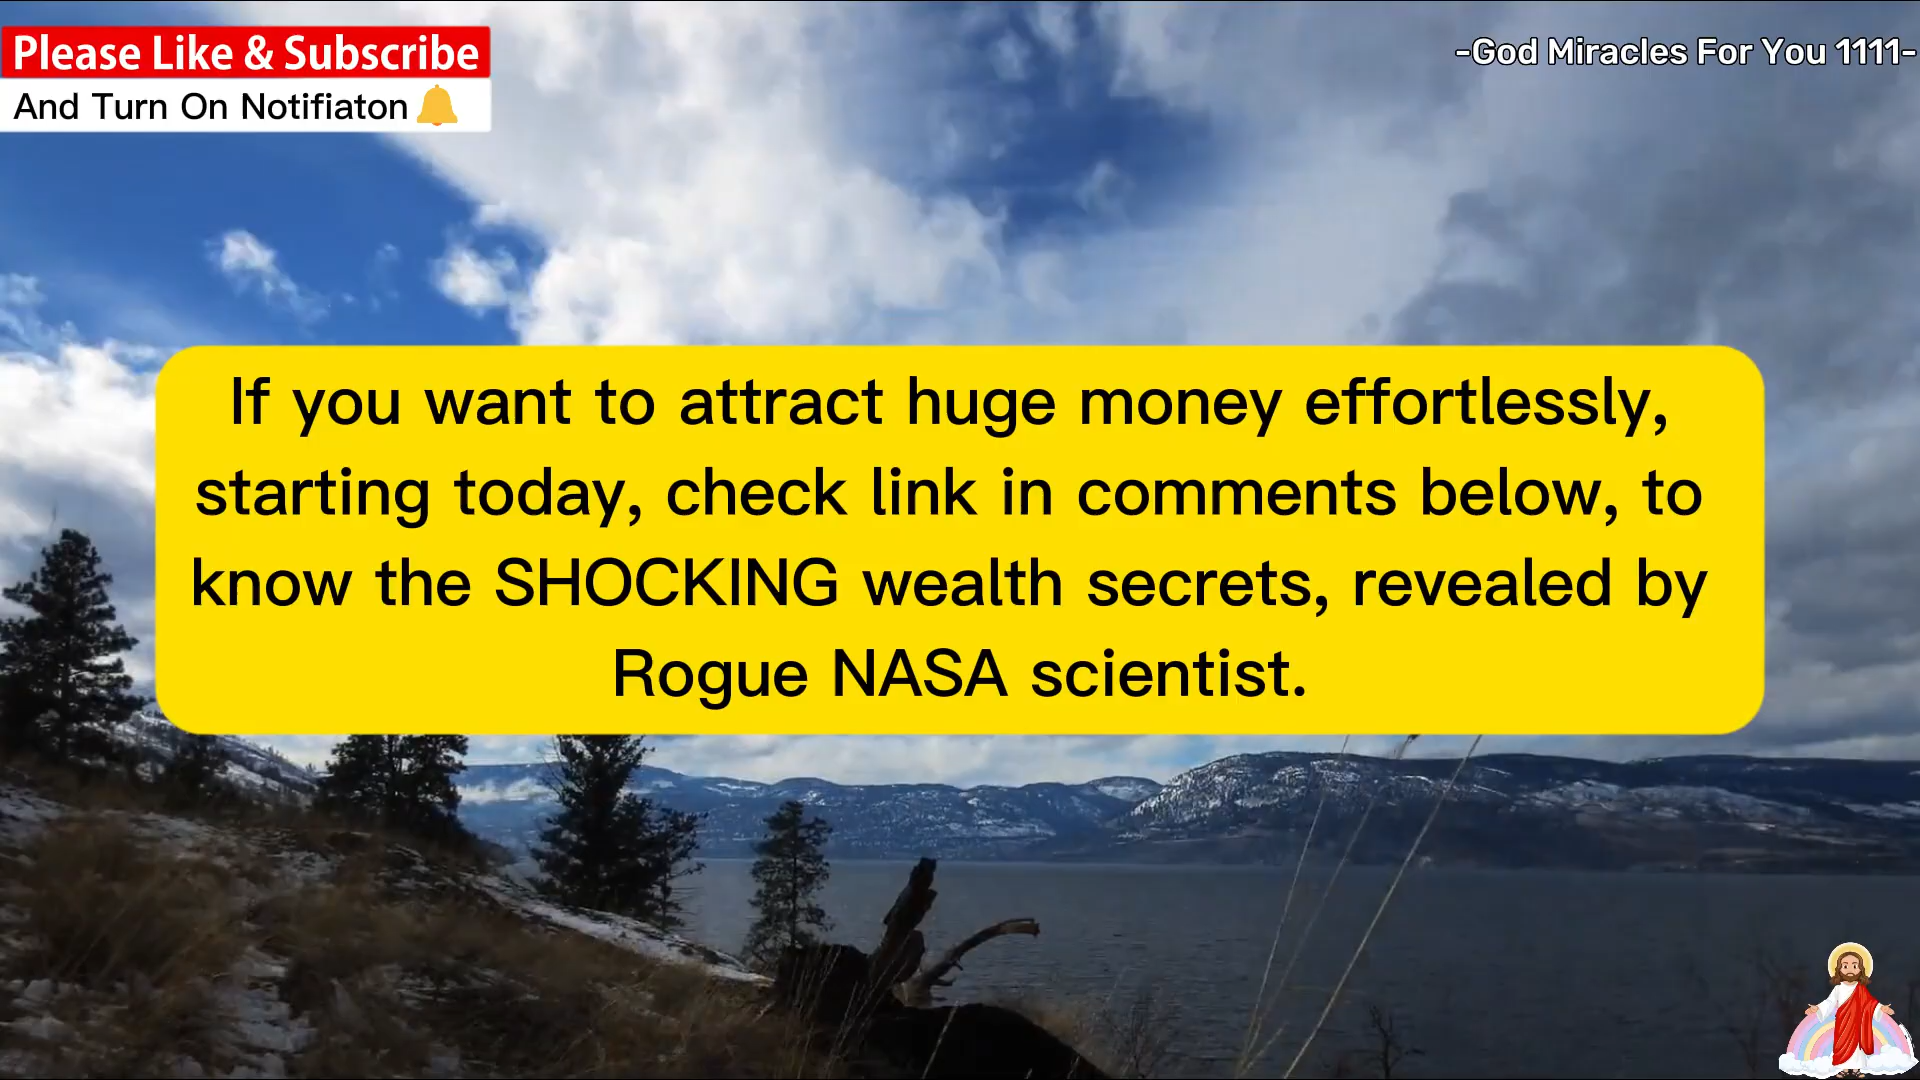 Please Like & Subscribe
And Turn On Notifiaton
-God Miracles For You 1111-
If you want to attract huge money effortlessly,
starting today, check link in comments below, to
know the SHOCKING wealth secrets, revealed by
Rogue NASA scientist.